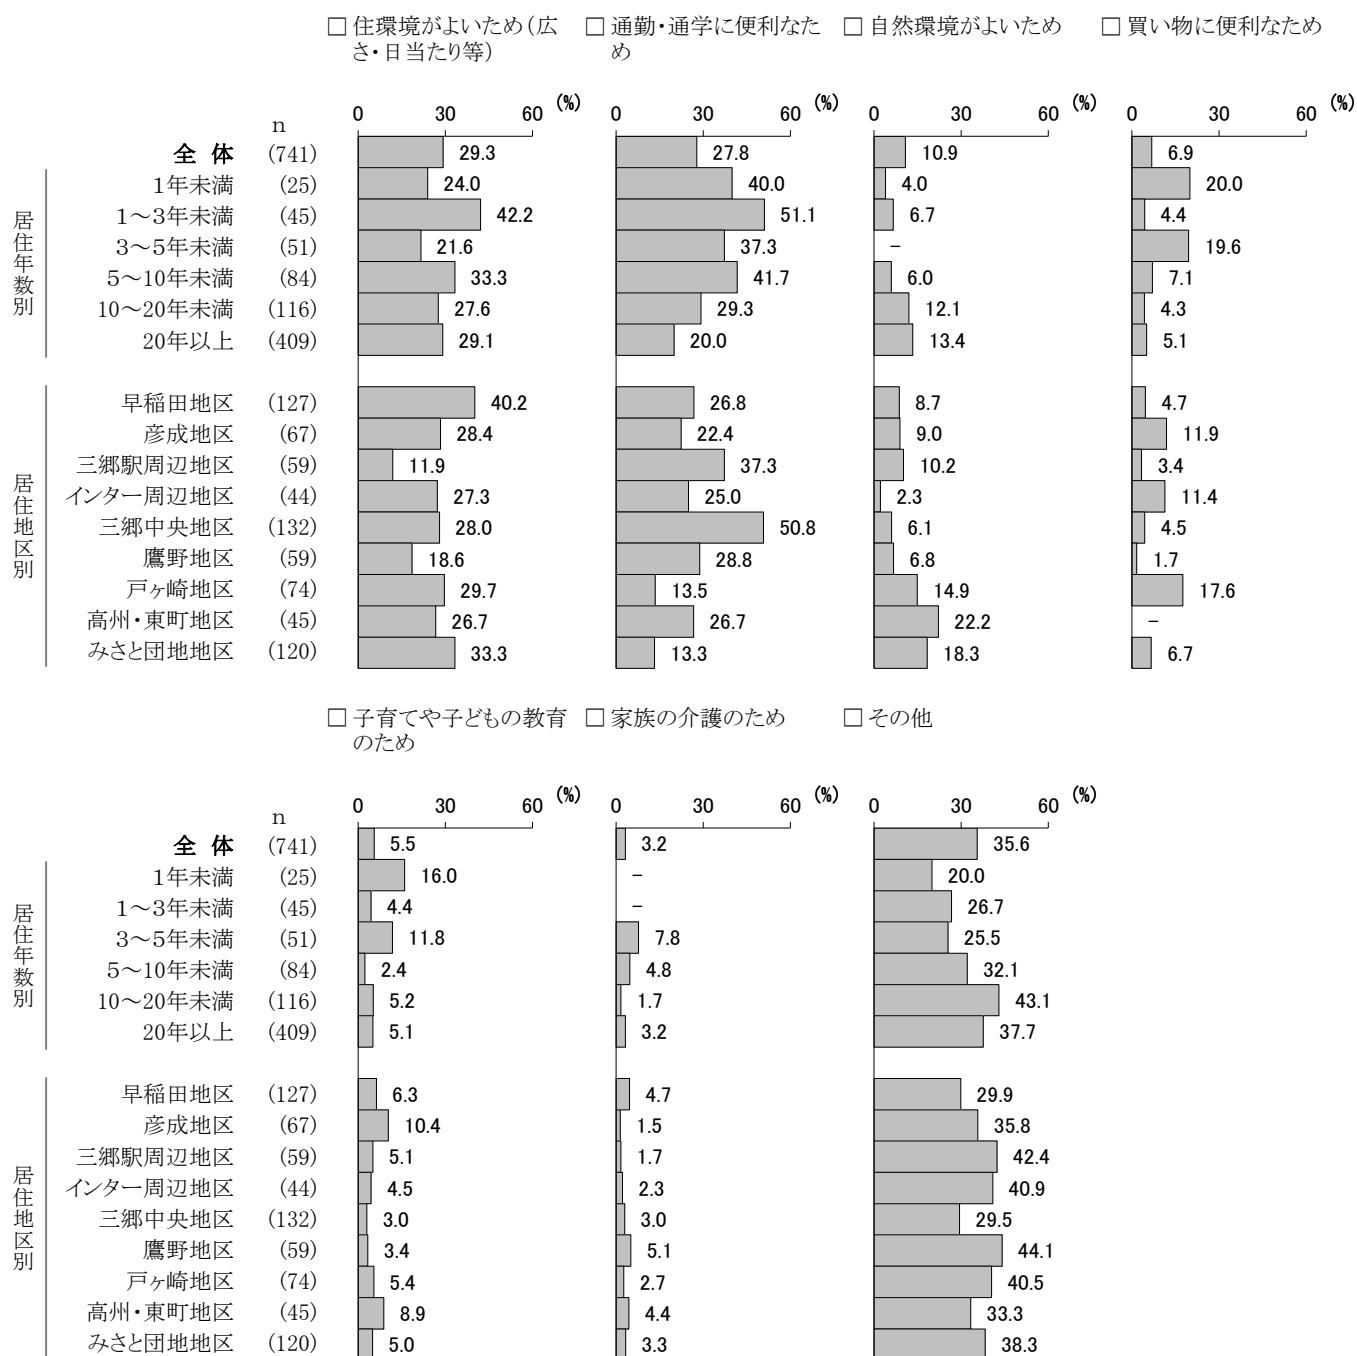 □ 住環境がよいため（広さ・日当たり等） □ 通勤・通学に便利なため □ 自然環境がよいため □ 買い物に便利なため
0 30 60 (%) 0 30 60 (%) 0 30 60 (%) 0 30 60 (%)
n
全 体 (741) 29.3 27.8 10.9 6.9
居住年数別
1年未満 (25) 24.0 40.0 4.0 20.0
1～3年未満 (45) 42.2 51.1 6.7 4.4
3～5年未満 (51) 21.6 37.3 － 19.6
5～10年未満 (84) 33.3 41.7 6.0 7.1
10～20年未満 (116) 27.6 29.3 12.1 4.3
20年以上 (409) 29.1 20.0 13.4 5.1
居住地区別
早稲田地区 (127) 40.2 26.8 8.7 4.7
彦成地区 (67) 28.4 22.4 9.0 11.9
三郷駅周辺地区 (59) 11.9 37.3 10.2 3.4
インター周辺地区 (44) 27.3 25.0 2.3 11.4
三郷中央地区 (132) 28.0 50.8 6.1 4.5
鷹野地区 (59) 18.6 28.8 6.8 1.7
戸ヶ崎地区 (74) 29.7 13.5 14.9 17.6
高州・東町地区 (45) 26.7 26.7 22.2 －
みさと団地地区 (120) 33.3 13.3 18.3 6.7
□ 子育てや子どもの教育のため □ 家族の介護のため □ その他
0 30 60 (%) 0 30 60 (%) 0 30 60 (%)
n
全 体 (741) 5.5 3.2 35.6
居住年数別
1年未満 (25) 16.0 － 20.0
1～3年未満 (45) 4.4 － 26.7
3～5年未満 (51) 11.8 7.8 25.5
5～10年未満 (84) 2.4 4.8 32.1
10～20年未満 (116) 5.2 1.7 43.1
20年以上 (409) 5.1 3.2 37.7
居住地区別
早稲田地区 (127) 6.3 4.7 29.9
彦成地区 (67) 10.4 1.5 35.8
三郷駅周辺地区 (59) 5.1 1.7 42.4
インター周辺地区 (44) 4.5 2.3 40.9
三郷中央地区 (132) 3.0 3.0 29.5
鷹野地区 (59) 3.4 5.1 44.1
戸ヶ崎地区 (74) 5.4 2.7 40.5
高州・東町地区 (45) 8.9 4.4 33.3
みさと団地地区 (120) 5.0 3.3 38.3